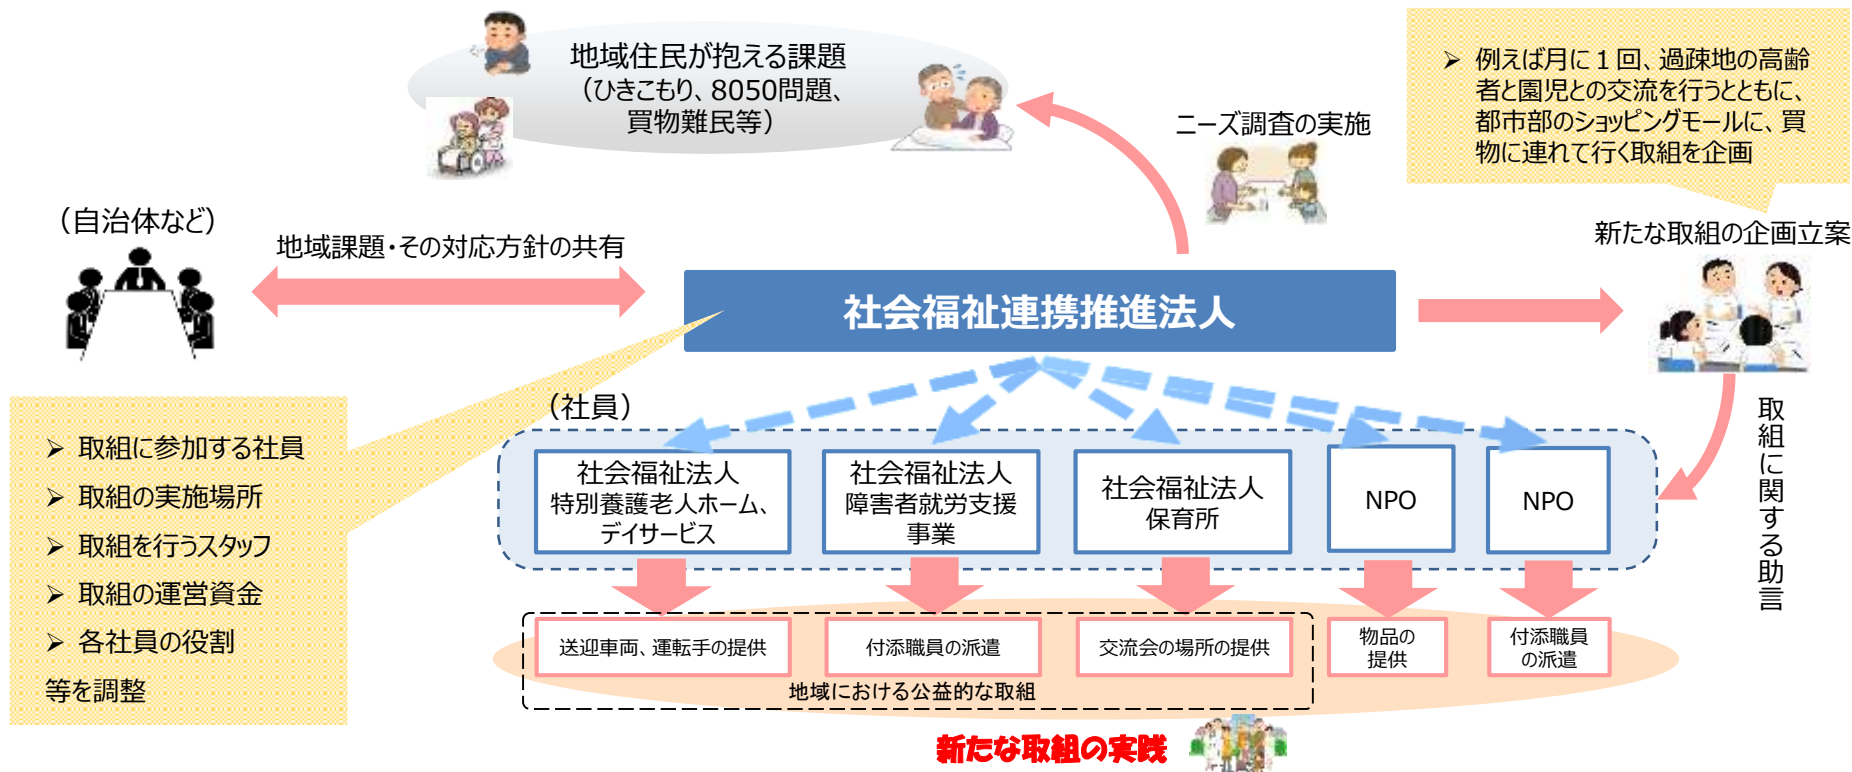 地域住民が抱える課題
（ひきこもり、8050問題、
買物難民等）
ニーズ調査の実施
➢ 例えば月に１回、過疎地の高齢
者と園児との交流を行うとともに、
都市部のショッピングモールに、買
物に連れて行く取組を企画
（自治体など）
地域課題・その対応方針の共有
新たな取組の企画立案
社会福祉連携推進法人
取組に関する助言
➢ 取組に参加する社員
➢ 取組の実施場所
➢ 取組を行うスタッフ
➢ 取組の運営資金
➢ 各社員の役割
等を調整
（社員）
社会福祉法人
特別養護老人ホーム、
デイサービス
社会福祉法人
障害者就労支援
事業
社会福祉法人
保育所
NPO
NPO
送迎車両、運転手の提供
付添職員の派遣
交流会の場所の提供
物品の
提供
付添職員
の派遣
地域における公益的な取組
新たな取組の実践